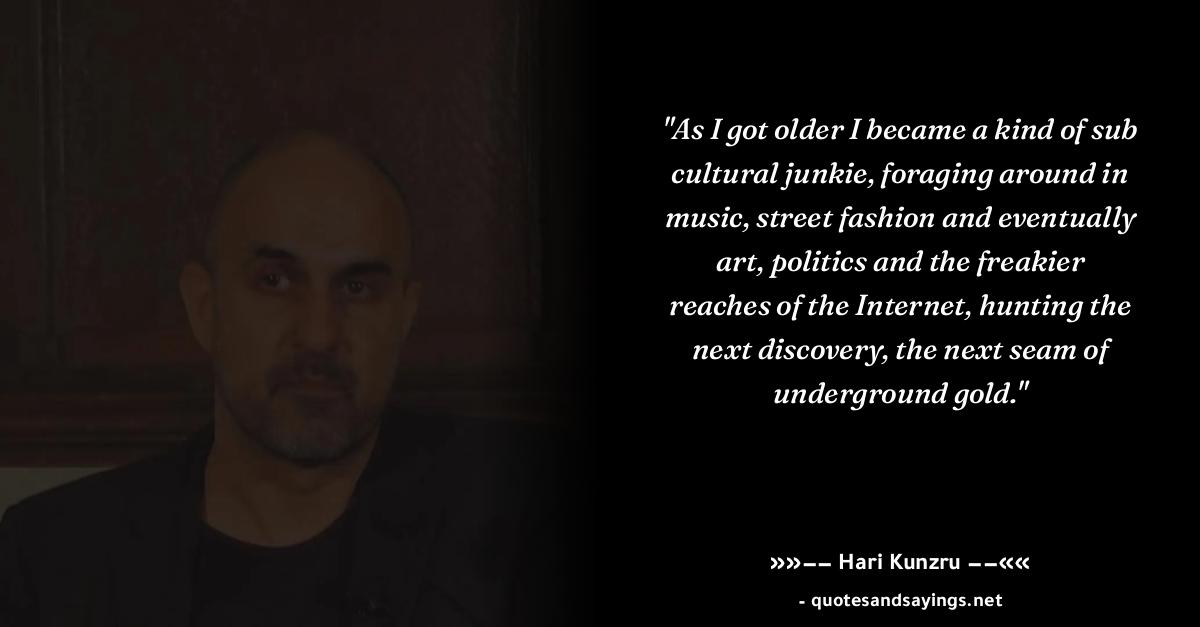 "As I got older I became a kind of sub
cultural junkie, foraging around in
music, street fashion and eventually
art, politics and the freakier
reaches of the Internet, hunting the
next discovery, the next seam of
underground gold."
»»−− Hari Kunzru −−««
- quotesandsayings.net